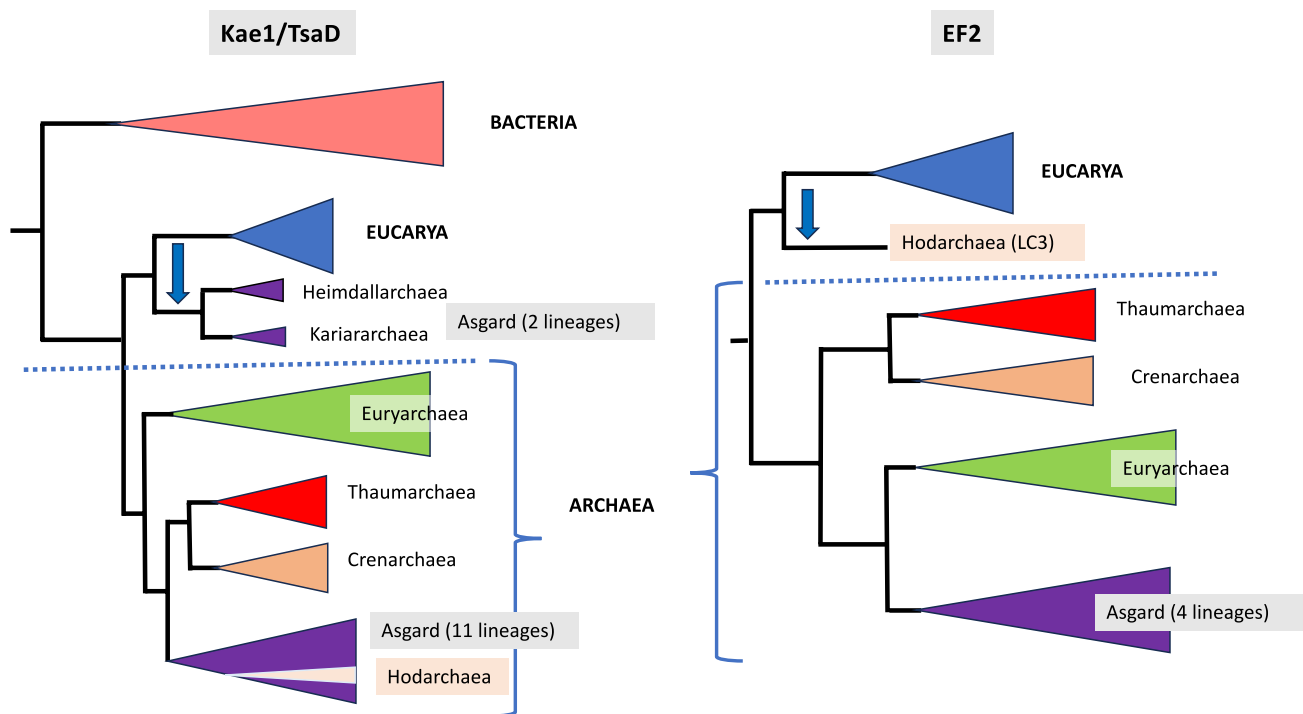 Kae1/TsaD
BACTERIA
EUCARYA
Heimdallarchaea
Kariararchaea
Asgard (2 lineages)
Euryarchaea
Thaumarchaea
Crenarchaea
ARCHAEA
Asgard (11 lineages)
Hodarchaea
EF2
EUCARYA
Hodarchaea (LC3)
Thaumarchaea
Crenarchaea
Euryarchaea
Asgard (4 lineages)